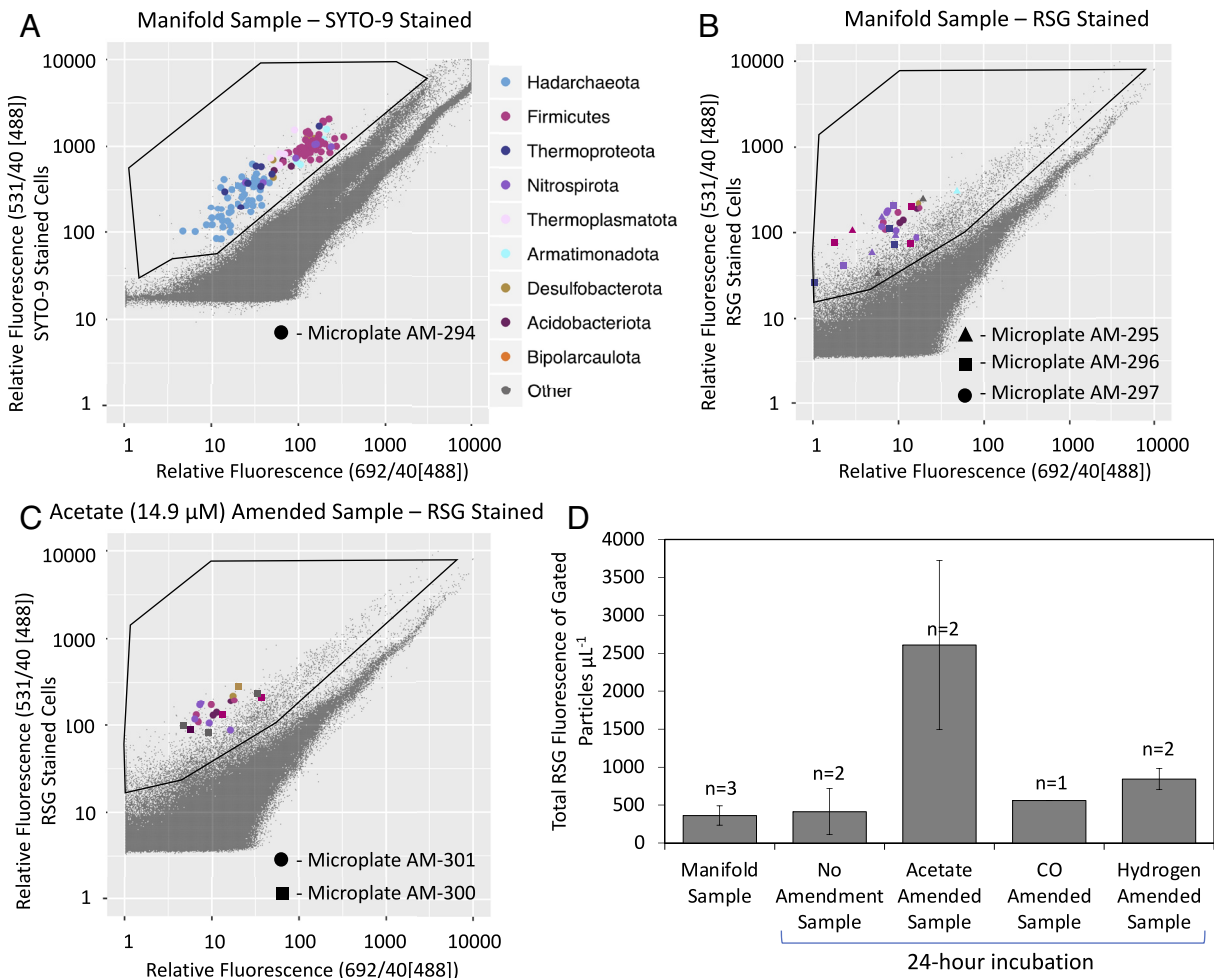 A
Manifold Sample – SYTO-9 Stained
Relative Fluorescence (531/40 [488])
SYTO-9 Stained Cells
10000
1000
100
10
1
1
10
100
1000
10000
Relative Fluorescence (692/40[488])
- Microplate AM-294
Hadarchaeota
Firmicutes
Thermoproteota
Nitrospirota
Thermoplasmatota
Armatimonadota
Desulfobacterota
Acidobacteriota
Bipolarcaulota
Other
B
Manifold Sample – RSG Stained
Relative Fluorescence (531/40 [488])
RSG Stained Cells
10000
1000
100
10
1
1
10
100
1000
10000
Relative Fluorescence (692/40[488])
- Microplate AM-295
- Microplate AM-296
- Microplate AM-297
C
Acetate (14.9 µM) Amended Sample – RSG Stained
Relative Fluorescence (531/40 [488])
RSG Stained Cells
10000
1000
100
10
1
1
10
100
1000
10000
Relative Fluorescence (692/40[488])
- Microplate AM-301
- Microplate AM-300
D
Total RSG Fluorescence of Gated
Particles µL-1
4000
3500
3000
2500
2000
1500
1000
500
0
n=3
n=2
n=2
n=1
n=2
Manifold
Sample
No
Amendment
Sample
Acetate
Amended
Sample
CO
Amended
Sample
Hydrogen
Amended
Sample
24-hour incubation